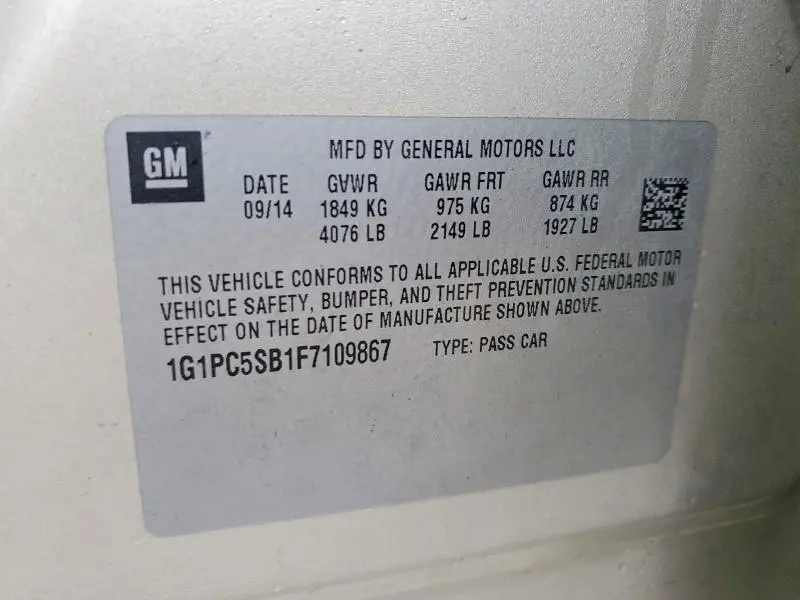 GM
MFD BY GENERAL MOTORS LLC
DATE GVWR GAWR FRT GAWR RR
09/14 1849 KG 975 KG 874 KG
4076 LB 2149 LB 1927 LB
THIS VEHICLE CONFORMS TO ALL APPLICABLE U.S. FEDERAL MOTOR
VEHICLE SAFETY, BUMPER, AND THEFT PREVENTION STANDARDS IN
EFFECT ON THE DATE OF MANUFACTURE SHOWN ABOVE.
1G1PC5SB1F7109867 TYPE: PASS CAR